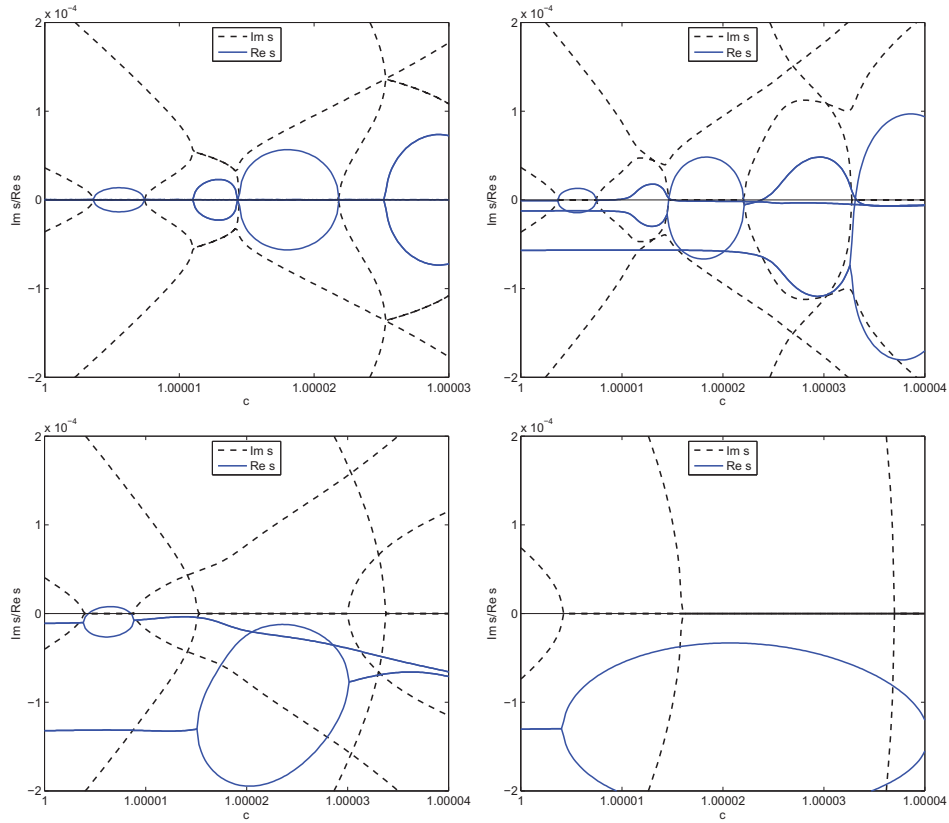 x 10⁻⁴
2
1
0
−1
−2
Im s/Re s
Im s
Re s
1
1.00001
1.00002
1.00003
c
x 10⁻⁴
2
1
0
−1
−2
Im s/Re s
Im s
Re s
1
1.00001
1.00002
1.00003
1.00004
c
x 10⁻⁴
2
1
0
−1
−2
Im s/Re s
Im s
Re s
1
1.00001
1.00002
1.00003
1.00004
c
x 10⁻⁴
2
1
0
−1
−2
Im s/Re s
Im s
Re s
1
1.00001
1.00002
1.00003
1.00004
c